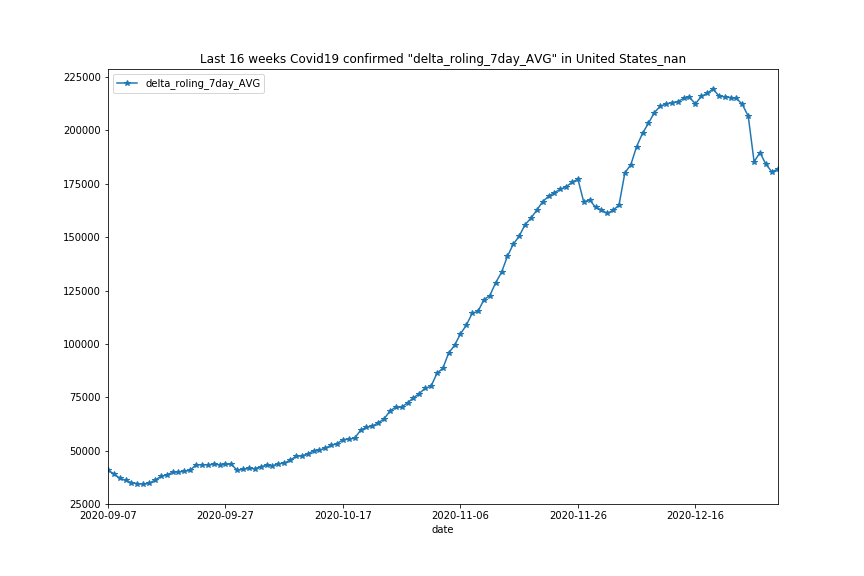 Last 16 weeks Covid19 confirmed "delta_roling_7day_AVG" in United States_nan
delta_roling_7day_AVG
225000
200000
175000
150000
125000
100000
75000
50000
25000
2020-09-07 2020-09-27 2020-10-17 2020-11-06 2020-11-26 2020-12-16
date